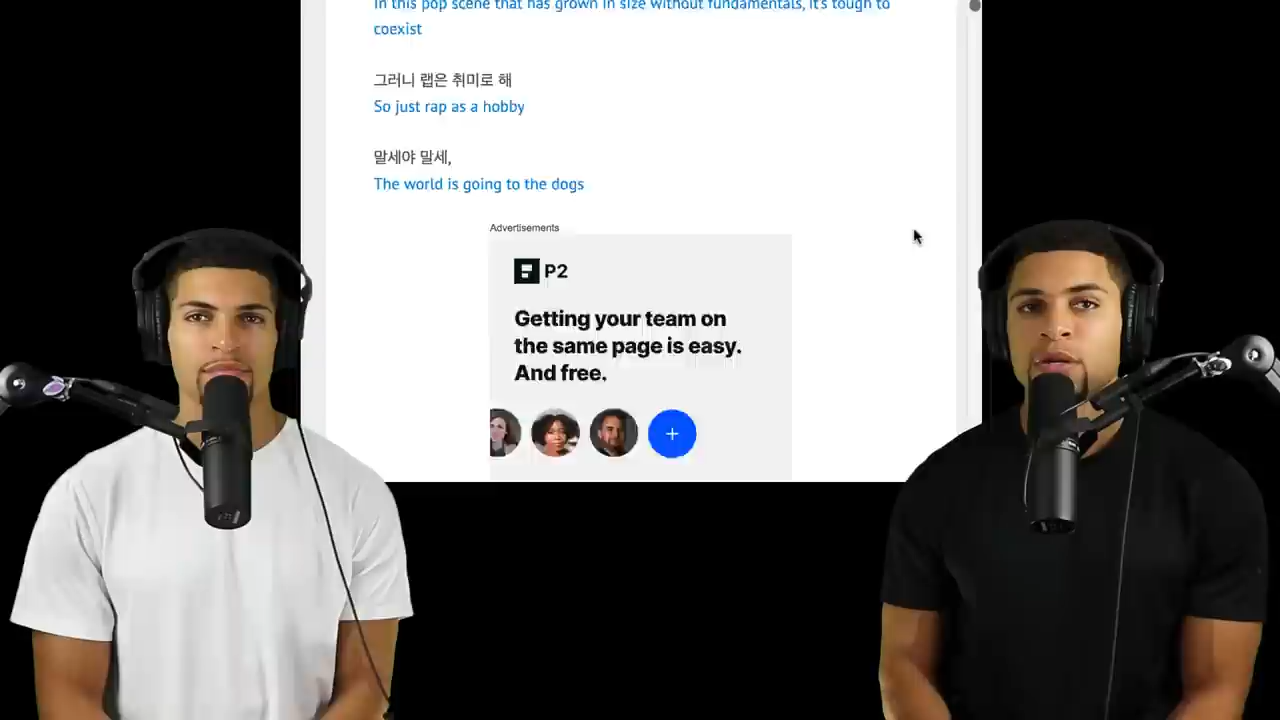 In this pop scene that has grown in size without fundamentals, it's tough to
coexist
그러니 랩은 취미로 해
So just rap as a hobby
말세야 말세,
The world is going to the dogs
Advertisements
P2
Getting your team on
the same page is easy.
And free.